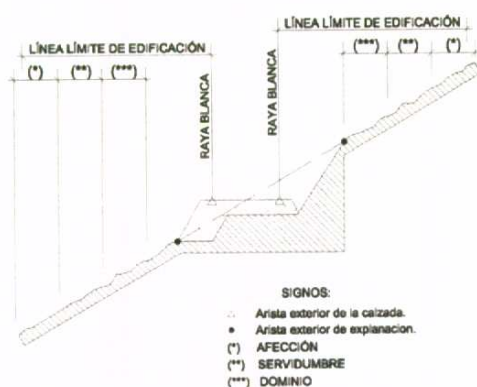 LÍNEA LÍMITE DE EDIFICACIÓN
LÍNEA LÍMITE DE EDIFICACIÓN
(***) (**) (*)
(*) (**) (***)
RAYA BLANCA
RAYA BLANCA
SIGNOS:
Arista exterior de la calzada.
Arista exterior de explanacion.
(*) AFECCIÓN
(**) SERVIDUMBRE
(***) DOMINIO